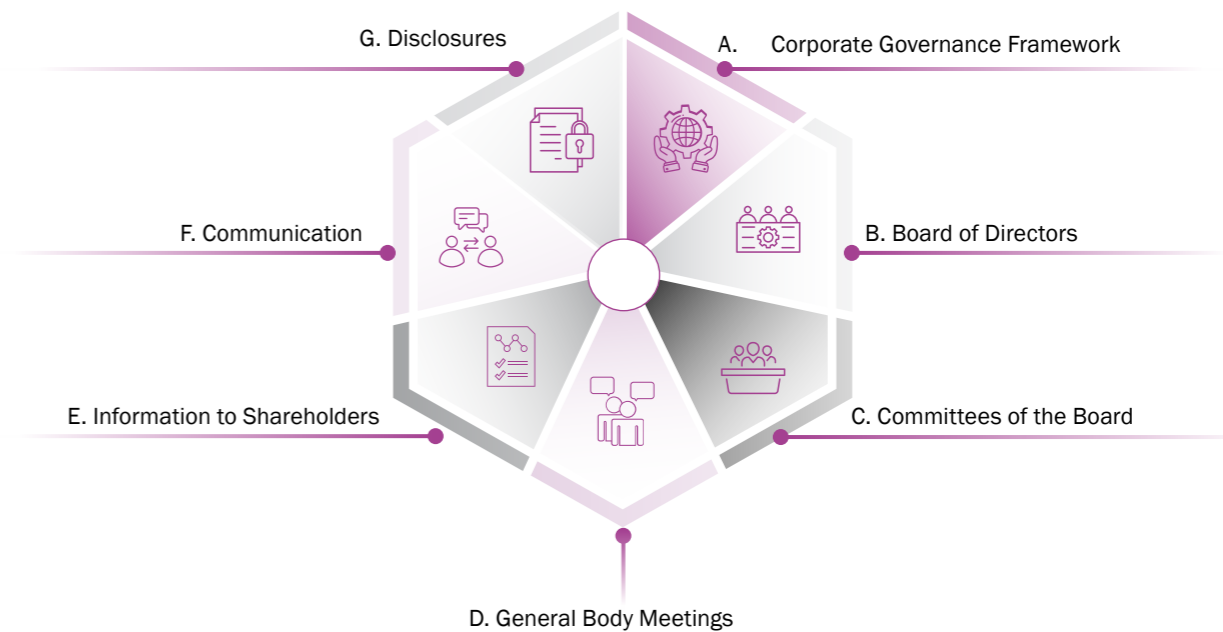 G. Disclosures
A. Corporate Governance Framework
F. Communication
B. Board of Directors
E. Information to Shareholders
C. Committees of the Board
D. General Body Meetings